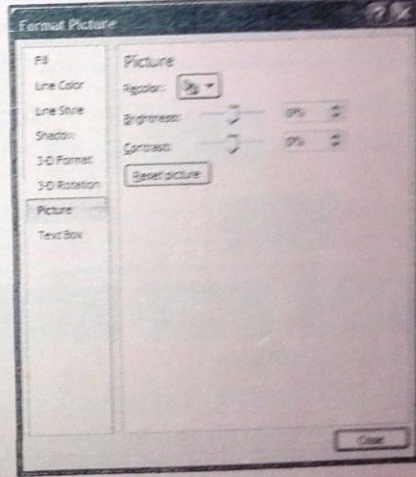 Format Picture
Fill
Line Color
Line Style
Shadow
3-D Format
3-D Rotation
Picture
Text Box
Picture
Recolor:
Brightness: 0%
Contrast: 0%
Reset picture
Close